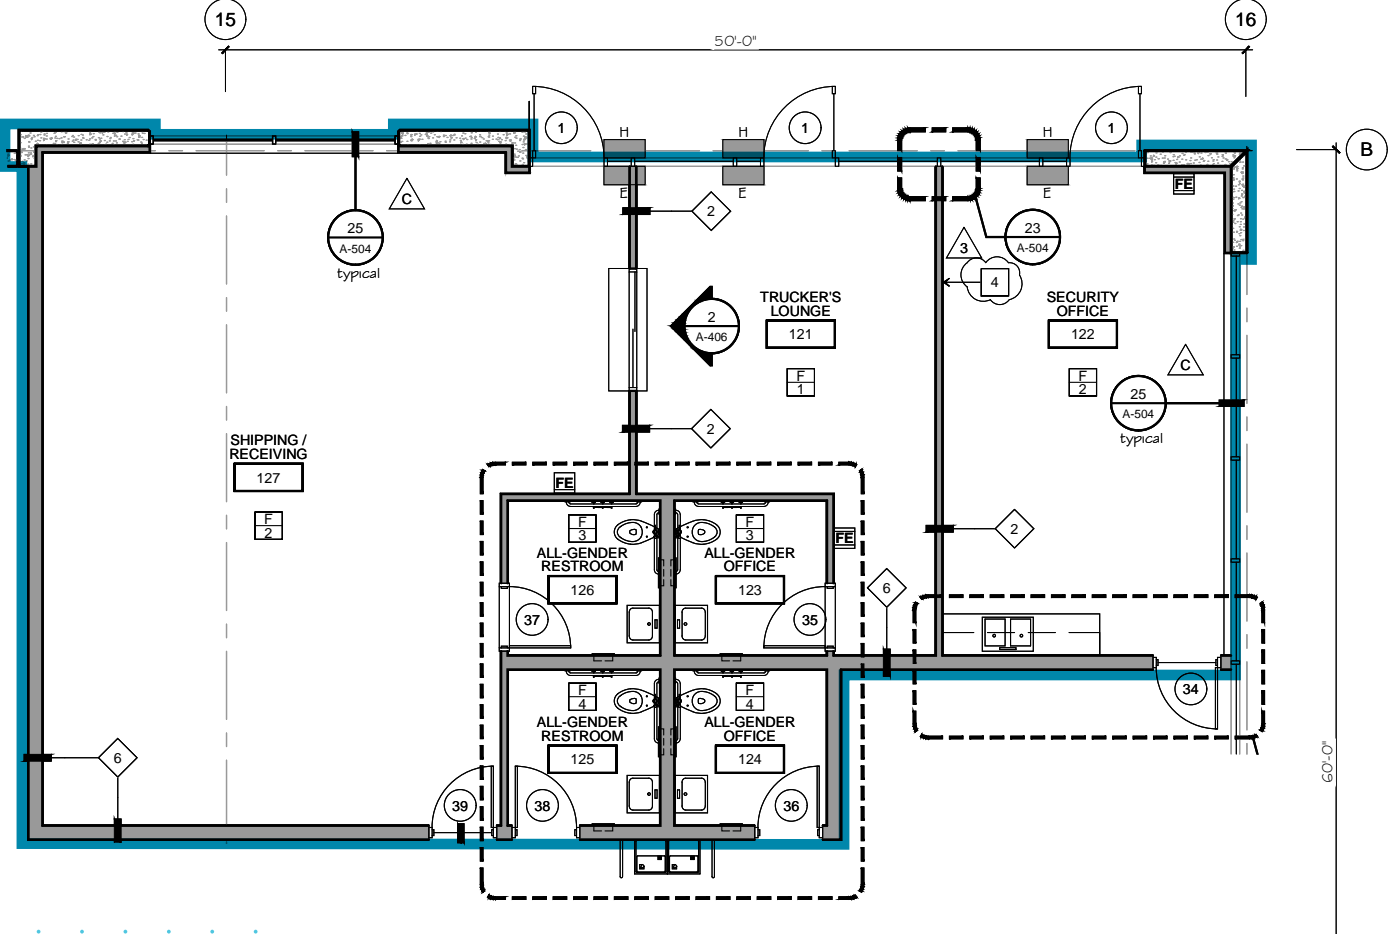 15
16
50'-0"
1
1
1
B
H
H
H
E
E
E
FE
C
25
A-504
typical
2
23
A-504
3
4
TRUCKER'S
LOUNGE
121
SECURITY
OFFICE
122
2
A-406
F
1
F
2
C
25
A-504
typical
2
SHIPPING /
RECEIVING
127
F
2
FE
F
3
F
3
FE
2
ALL-GENDER
RESTROOM
126
ALL-GENDER
OFFICE
123
6
37
35
F
4
F
4
34
ALL-GENDER
RESTROOM
125
ALL-GENDER
OFFICE
124
6
60'-0"
39
38
36